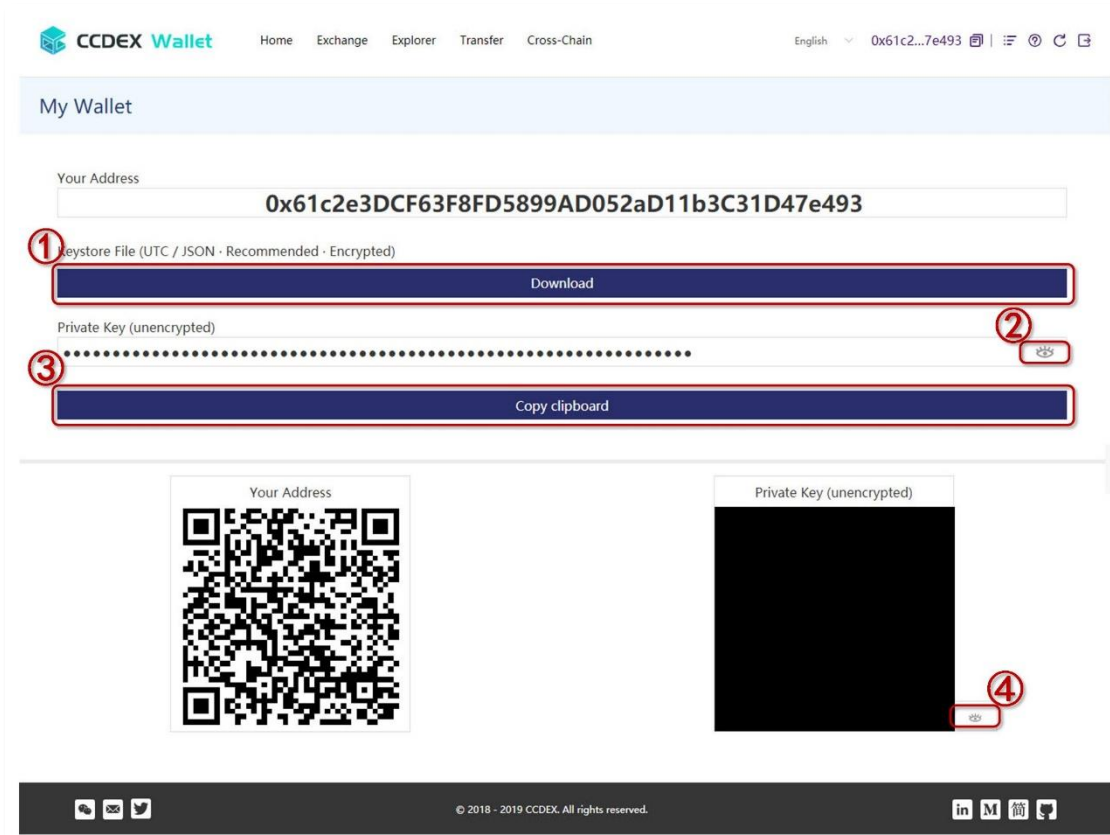 CCDEX Wallet Home Exchange Explorer Transfer Cross-Chain English 0x61c2...7e493
My Wallet
Your Address
0x61c2e3DCF63F8FD5899AD052aD11b3C31D47e493
①
Keystore File (UTC / JSON · Recommended · Encrypted)
Download
Private Key (unencrypted)
②
③
Copy clipboard
Your Address Private Key (unencrypted)
④
© 2018 - 2019 CCDEX. All rights reserved.
in M 简